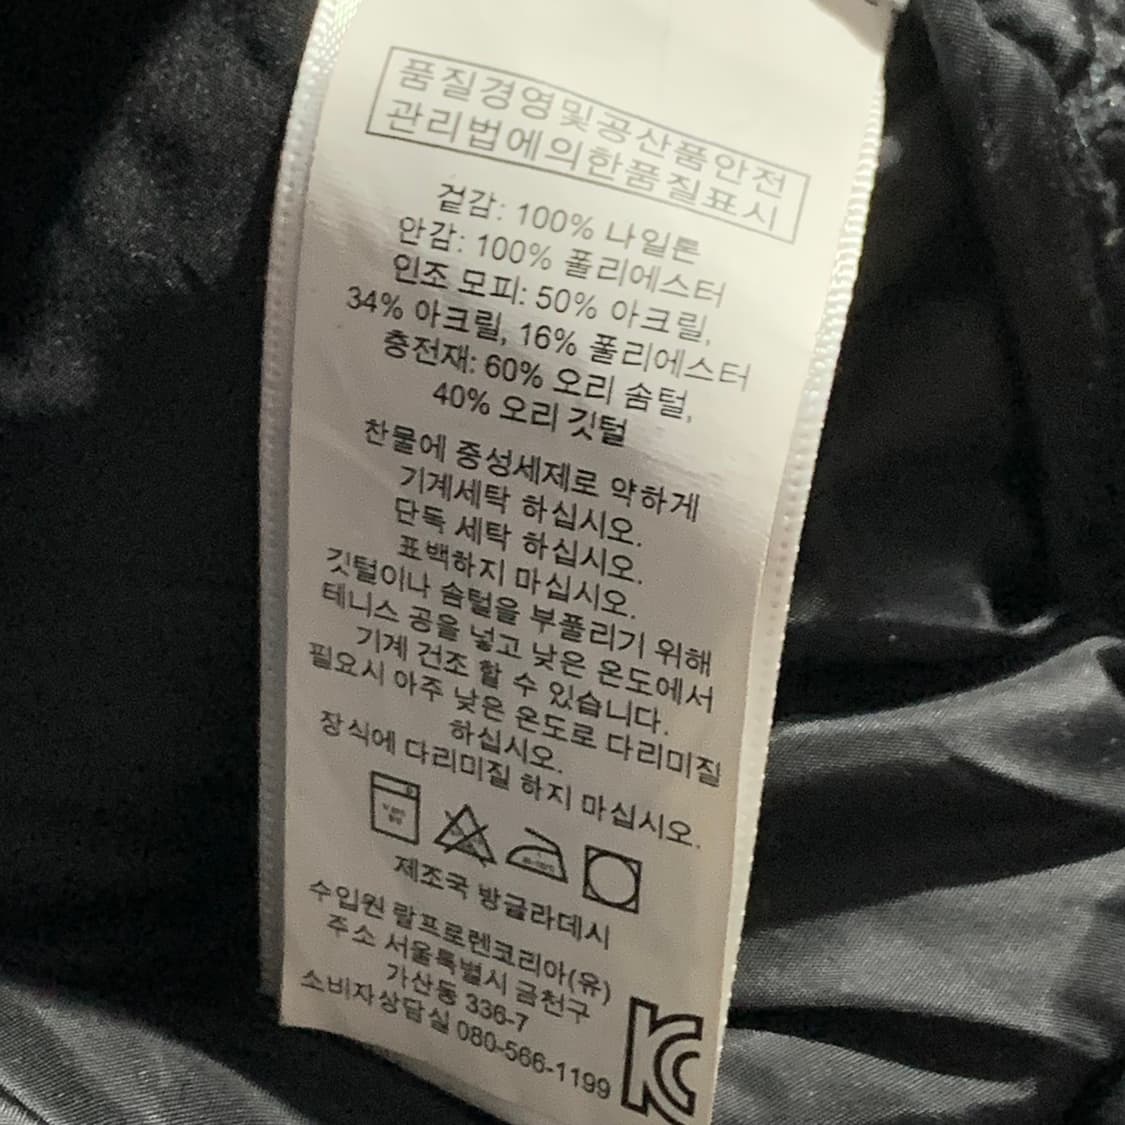 품질경영및공산품안전
관리법에의한품질표시
겉감: 100% 나일론
안감: 100% 폴리에스터
인조 모피: 50% 아크릴,
34% 아크릴, 16% 폴리에스터
충전재: 60% 오리 솜털,
40% 오리 깃털
찬물에 중성세제로 약하게
기계세탁 하십시오.
단독 세탁 하십시오.
표백하지 마십시오.
깃털이나 솜털을 부풀리기 위해
테니스 공을 넣고 낮은 온도에서
기계 건조 할 수 있습니다.
필요시 아주 낮은 온도로 다리미질
하십시오.
장식에 다리미질 하지 마십시오.
제조국 방글라데시
수입원 랄프로렌코리아(유)
주소 서울특별시 금천구
가산동 336-7
소비자상담실 080-566-1199